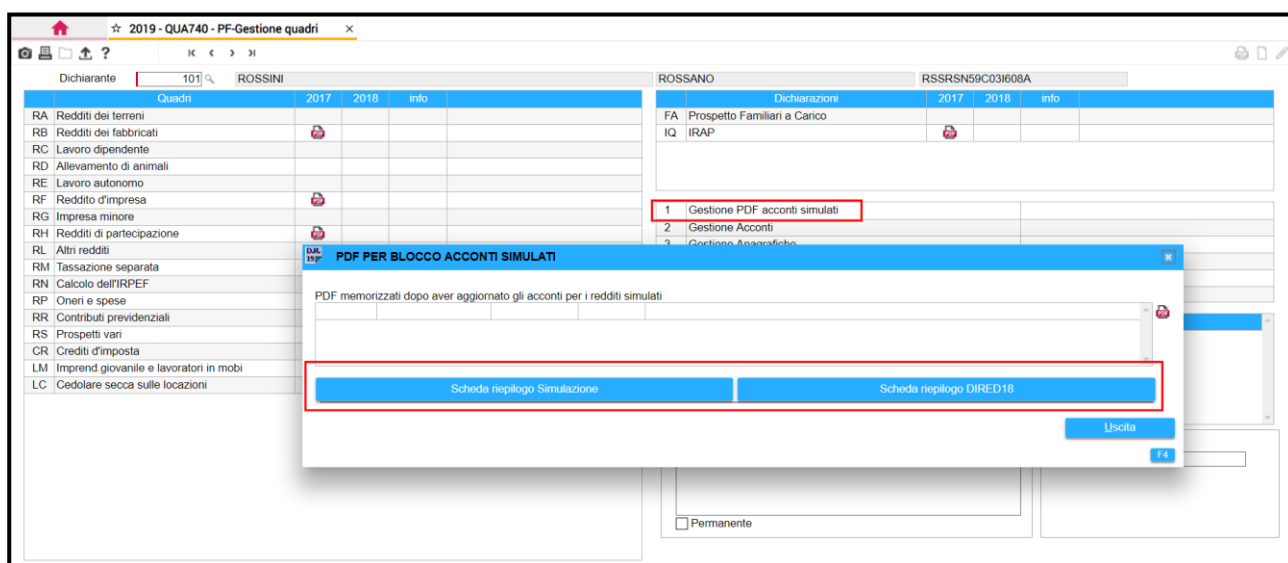 ☆ 2019 - QUA740 - PF-Gestione quadri ×
?
Dichiarante 101 ROSSINI ROSSANO RSSRSN59C03I608A
Quadri 2017 2018 info
RA Redditi dei terreni
RB Redditi dei fabbricati
RC Lavoro dipendente
RD Allevamento di animali
RE Lavoro autonomo
RF Reddito d'impresa
RG Impresa minore
RH Redditi di partecipazione
RL Altri redditi
RM Tassazione separata
RN Calcolo dell'IRPEF
RP Oneri e spese
RR Contributi previdenziali
RS Prospetti vari
CR Crediti d'imposta
LM Imprend.giovanile e lavoratori in mobi
LC Cedolare secca sulle locazioni
Dichiarazioni 2017 2018 info
FA Prospetto Familiari a Carico
IQ IRAP
1 Gestione PDF acconti simulati
2 Gestione Acconti
3 Gestione Anagrafiche
PDF PER BLOCCO ACCONTI SIMULATI
PDF memorizzati dopo aver aggiornato gli acconti per i redditi simulati
Scheda riepilogo Simulazione
Scheda riepilogo DIRED18
Uscita
F4
Permanente